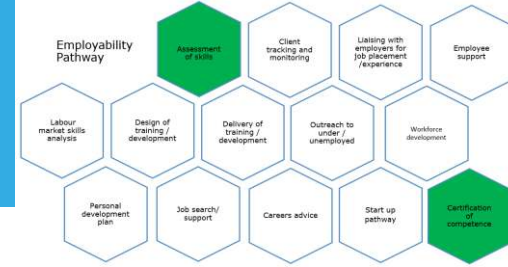 Employability
Pathway
Assessment
of skills
Client
tracking and
monitoring
Liaising with
employers for
job placement
/experience
Employee
support
Labour
market skills
analysis
Design of
training /
development
Delivery of
training /
development
Outreach to
under /
unemployed
Workforce
development
Personal
development
plan
Job search/
support
Careers advice
Start up
pathway
Certification
of
competence